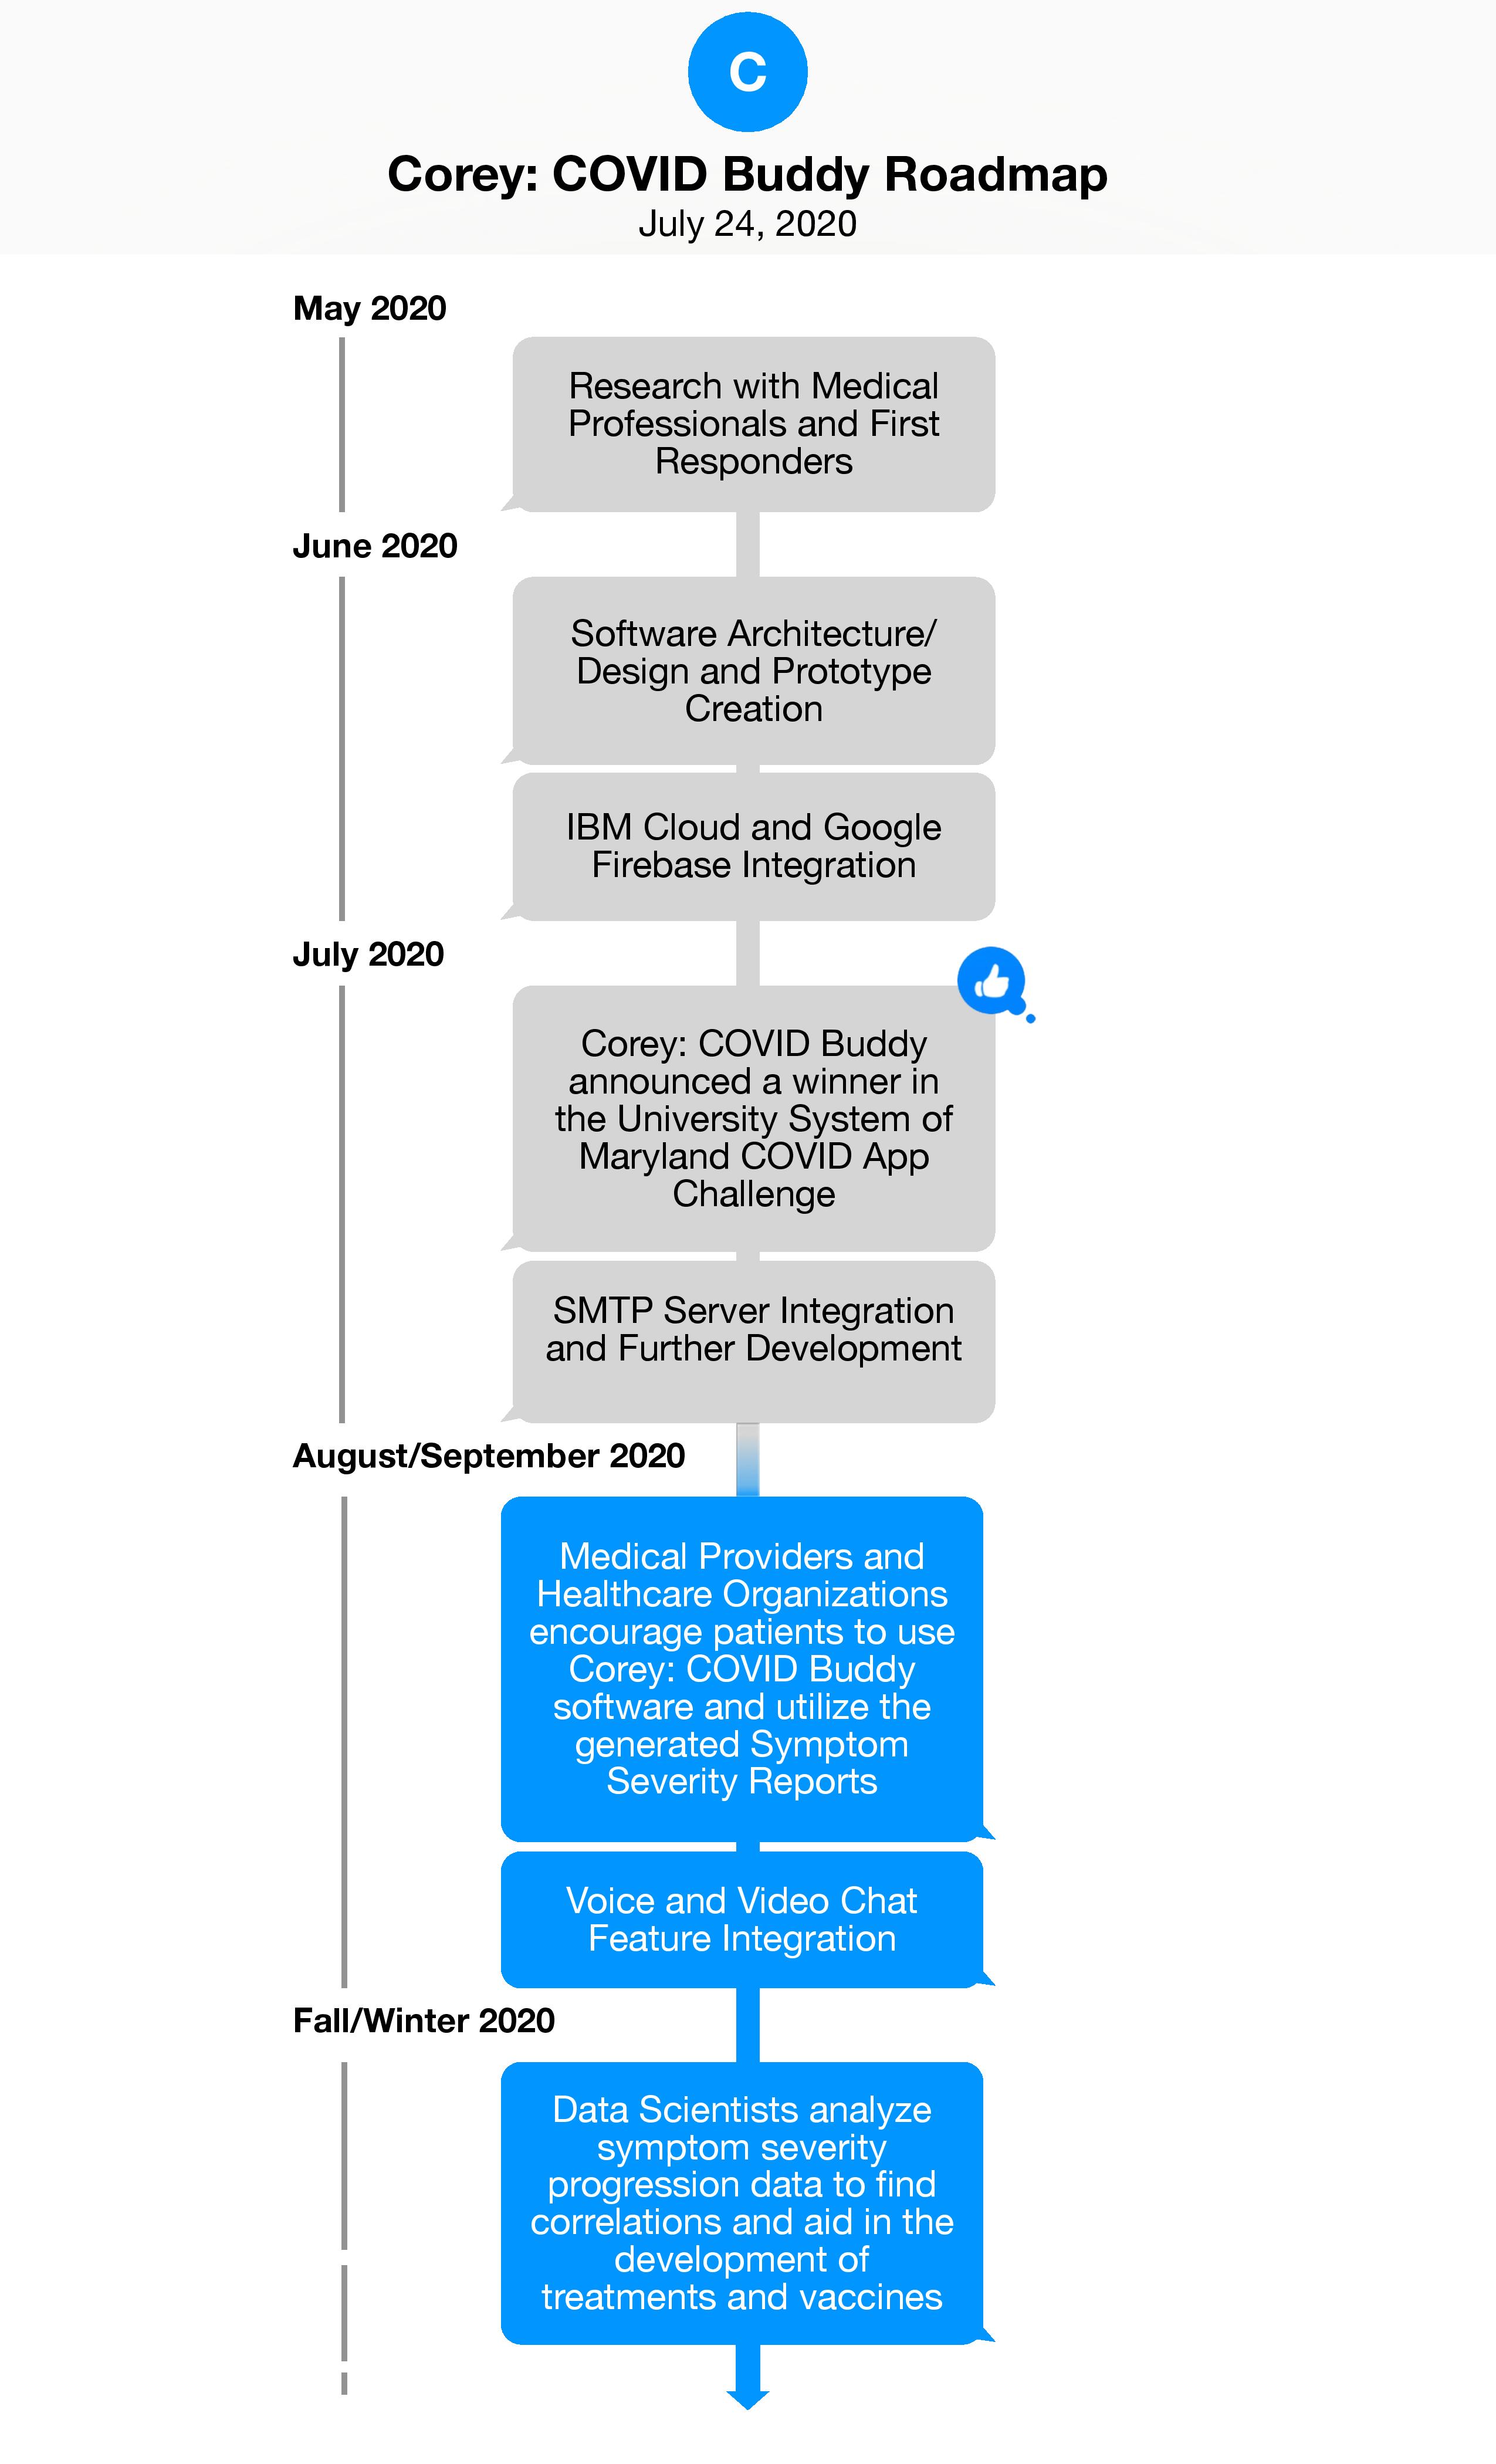 C
Corey: COVID Buddy Roadmap
July 24, 2020
May 2020
Research with Medical
Professionals and First
Responders
June 2020
Software Architecture/
Design and Prototype
Creation
IBM Cloud and Google
Firebase Integration
July 2020
Corey: COVID Buddy
announced a winner in
the University System of
Maryland COVID App
Challenge
SMTP Server Integration
and Further Development
August/September 2020
Medical Providers and
Healthcare Organizations
encourage patients to use
Corey: COVID Buddy
software and utilize the
generated Symptom
Severity Reports
Voice and Video Chat
Feature Integration
Fall/Winter 2020
Data Scientists analyze
symptom severity
progression data to find
correlations and aid in the
development of
treatments and vaccines